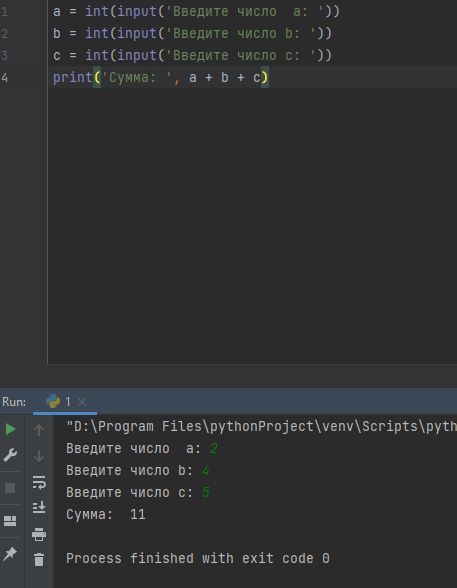 1 a = int(input('Введите число  a: '))
2 b = int(input('Введите число b: '))
3 c = int(input('Введите число c: '))
4 print('Сумма: ', a + b + c)
Run: 1 ×
"D:\Program Files\pythonProject\venv\Scripts\pyth
Введите число  a: 2
Введите число b: 4
Введите число c: 5
Сумма:  11
Process finished with exit code 0